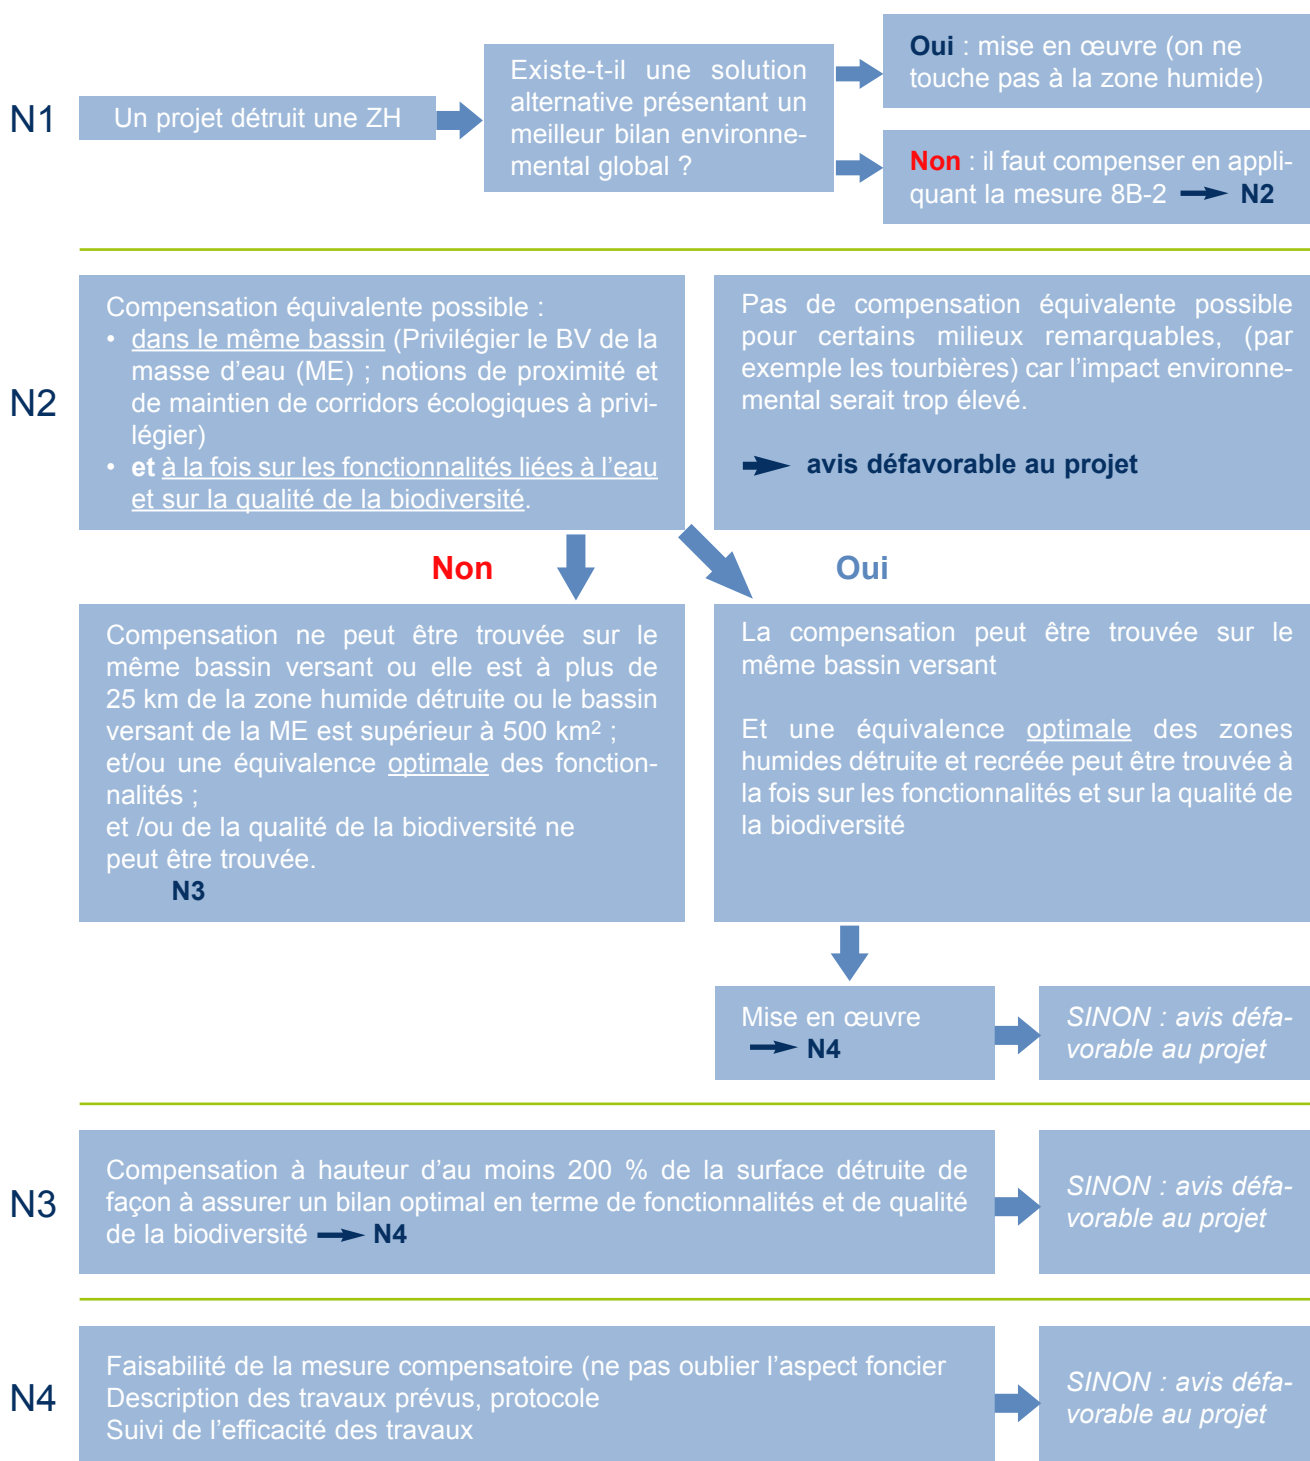 N1
Un projet détruit une ZH
Existe-t-il une solution
alternative présentant un
meilleur bilan environne-
mental global ?
Oui : mise en œuvre (on ne
touche pas à la zone humide)
Non : il faut compenser en appli-
quant la mesure 8B-2 → N2
N2
Compensation équivalente possible :
• dans le même bassin (Privilégier le BV de la
masse d’eau (ME) ; notions de proximité et
de maintien de corridors écologiques à privi-
légier)
• et à la fois sur les fonctionnalités liées à l’eau
et sur la qualité de la biodiversité.
Pas de compensation équivalente possible
pour certains milieux remarquables, (par
exemple les tourbières) car l’impact environne-
mental serait trop élevé.
→ avis défavorable au projet
Non
Oui
Compensation ne peut être trouvée sur le
même bassin versant ou elle est à plus de
25 km de la zone humide détruite ou le bassin
versant de la ME est supérieur à 500 km² ;
et/ou une équivalence optimale des fonction-
nalités ;
et /ou de la qualité de la biodiversité ne
peut être trouvée.
N3
La compensation peut être trouvée sur le
même bassin versant
Et une équivalence optimale des zones
humides détruite et recréée peut être trouvée à
la fois sur les fonctionnalités et sur la qualité de
la biodiversité
Mise en œuvre
→ N4
SINON : avis défa-
vorable au projet
N3
Compensation à hauteur d’au moins 200 % de la surface détruite de
façon à assurer un bilan optimal en terme de fonctionnalités et de qualité
de la biodiversité → N4
SINON : avis défa-
vorable au projet
N4
Faisabilité de la mesure compensatoire (ne pas oublier l’aspect foncier
Description des travaux prévus, protocole
Suivi de l’efficacité des travaux
SINON : avis défa-
vorable au projet